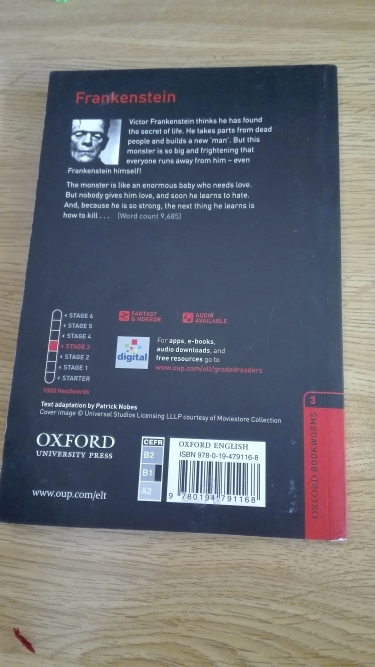 Frankenstein
Victor Frankenstein thinks he has found
the secret of life. He takes parts from dead
people and builds a new 'man'. But this
monster is so big and frightening that
everyone runs away from him – even
Frankenstein himself!
The monster is like an enormous baby who needs love.
But nobody gives him love, and soon he learns to hate.
And, because he is so strong, the next thing he learns is
how to kill . . . (Word count 9,685)
STAGE 6
STAGE 5
STAGE 4
STAGE 3
STAGE 2
STAGE 1
STARTER
1000 Headwords
FANTASY
& HORROR
AUDIO
AVAILABLE
digital
For apps, e-books,
audio downloads, and
free resources go to
www.oup.com/elt/gradedreaders
Text adaptation by Patrick Nobes
Cover image © Universal Studios Licensing LLLP courtesy of Moviestore Collection
OXFORD
UNIVERSITY PRESS
www.oup.com/elt
CEFR
B2
B1
A2
OXFORD ENGLISH
ISBN 978-0-19-479116-8
9 780194 791168
3
OXFORD BOOKWORMS